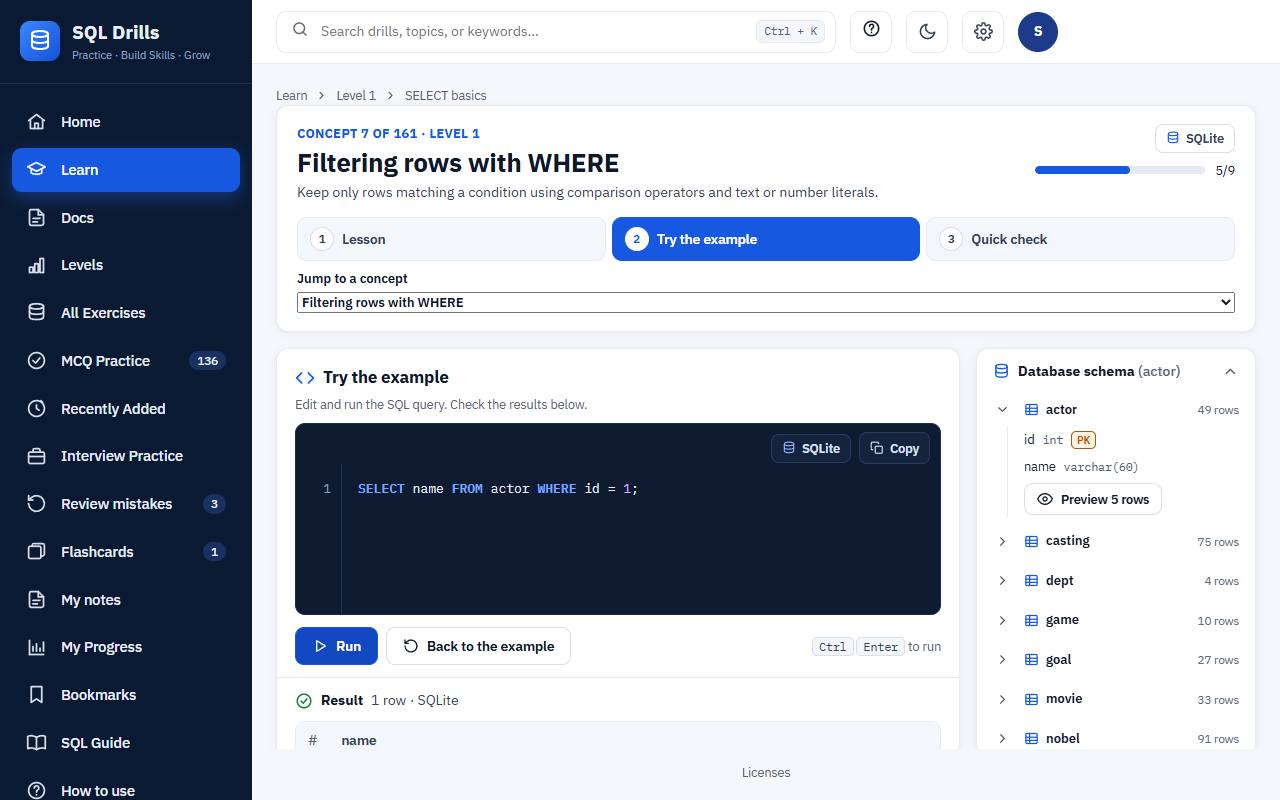 SQL Drills
Practice · Build Skills · Grow
Home
Learn
Docs
Levels
All Exercises
MCQ Practice 136
Recently Added
Interview Practice
Review mistakes 3
Flashcards 1
My notes
My Progress
Bookmarks
SQL Guide
How to use
Search drills, topics, or keywords... Ctrl + K
S
Learn > Level 1 > SELECT basics
CONCEPT 7 OF 161 · LEVEL 1
SQLite
Filtering rows with WHERE
5/9
Keep only rows matching a condition using comparison operators and text or number literals.
1 Lesson
2 Try the example
3 Quick check
Jump to a concept
Filtering rows with WHERE
Try the example
Edit and run the SQL query. Check the results below.
SQLite Copy
1 SELECT name FROM actor WHERE id = 1;
Run Back to the example Ctrl Enter to run
Result 1 row · SQLite
# name
Database schema (actor)
actor 49 rows
id int PK
name varchar(60)
Preview 5 rows
casting 75 rows
dept 4 rows
game 10 rows
goal 27 rows
movie 33 rows
nobel 91 rows
Licenses